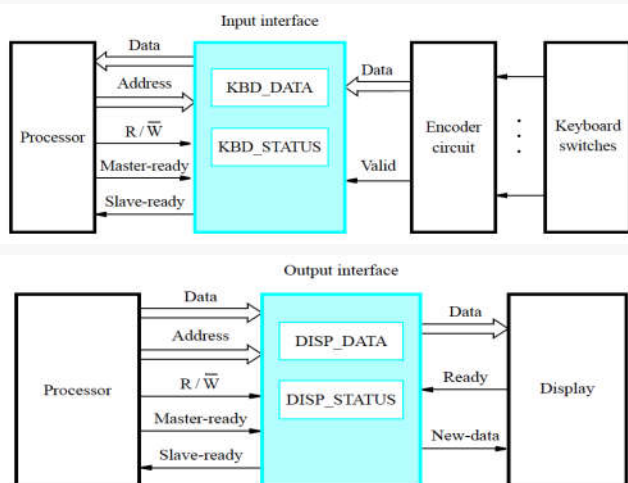 Input interface
Data
Data
KBD_DATA
Address
R / W̅
Processor
KBD_STATUS
Encoder
circuit
Keyboard
switches
Master-ready
Valid
Slave-ready
Output interface
Data
Data
Address
DISP_DATA
Processor
R / W̅
DISP_STATUS
Ready
Display
Master-ready
New-data
Slave-ready